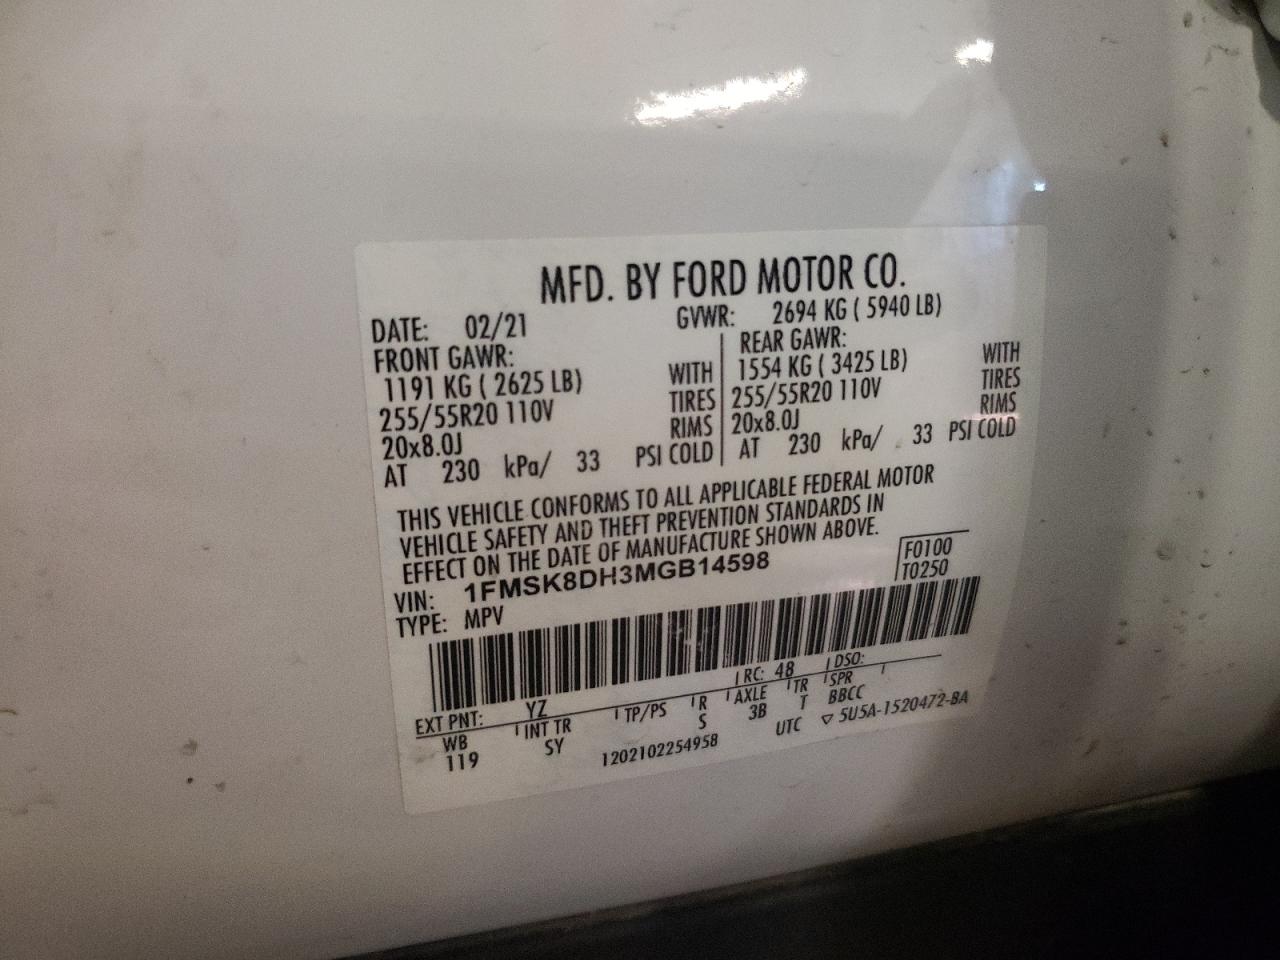 MFD. BY FORD MOTOR CO.
DATE: 02/21 GVWR: 2694 KG ( 5940 LB)
FRONT GAWR: REAR GAWR:
1191 KG ( 2625 LB) WITH 1554 KG ( 3425 LB) WITH
255/55R20 110V TIRES 255/55R20 110V TIRES
20x8.0J RIMS 20x8.0J RIMS
AT 230 kPa/ 33 PSI COLD AT 230 kPa/ 33 PSI COLD
THIS VEHICLE CONFORMS TO ALL APPLICABLE FEDERAL MOTOR
VEHICLE SAFETY AND THEFT PREVENTION STANDARDS IN
EFFECT ON THE DATE OF MANUFACTURE SHOWN ABOVE.
VIN: 1FMSK8DH3MGB14598 F0100
TYPE: MPV T0250
EXT PNT: YZ RC: 48 DSO:
WB INT TR TP/PS R AXLE TR SPR
119 SY S 3B T BBCC
1202102254958 UTC ▽ 5U5A-1520472-BA